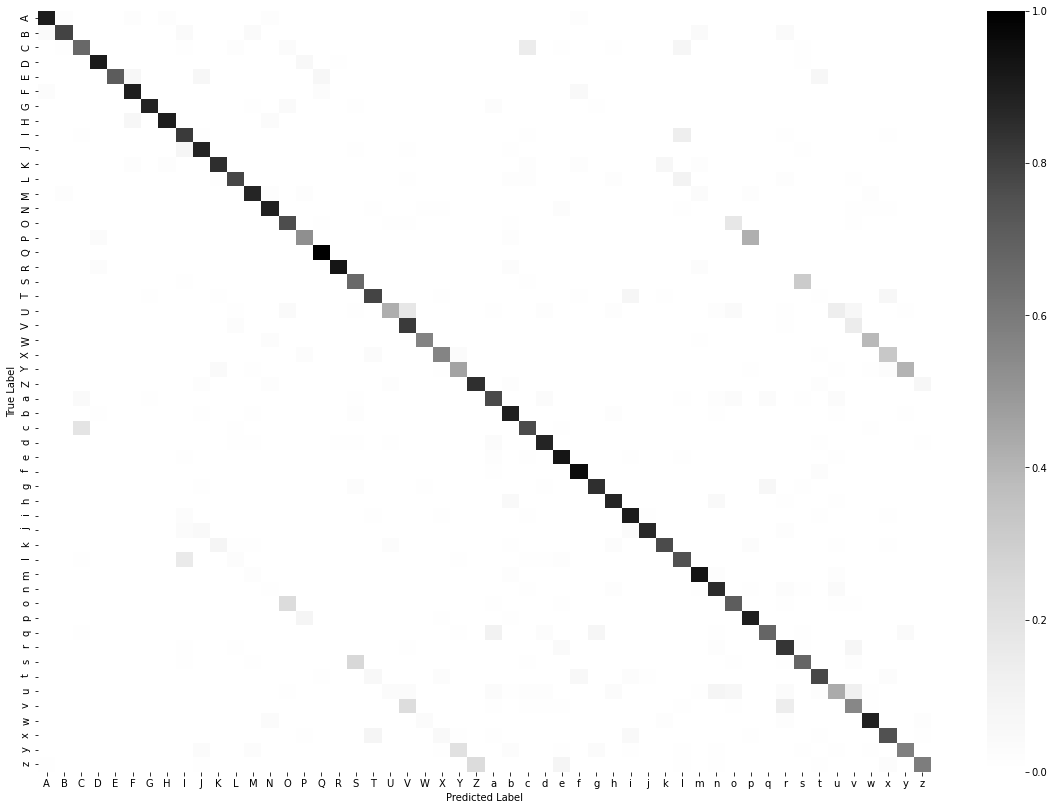 A
B
C
D
E
F
G
H
I
J
K
L
M
N
O
P
Q
R
S
T
U
V
W
X
Y
Z
a
b
c
d
e
f
g
h
i
j
k
l
m
n
o
p
q
r
s
t
u
v
w
x
y
z
True Label
A B C D E F G H I J K L M N O P Q R S T U V W X Y Z a b c d e f g h i j k l m n o p q r s t u v w x y z
Predicted Label
1.0
0.8
0.6
0.4
0.2
0.0